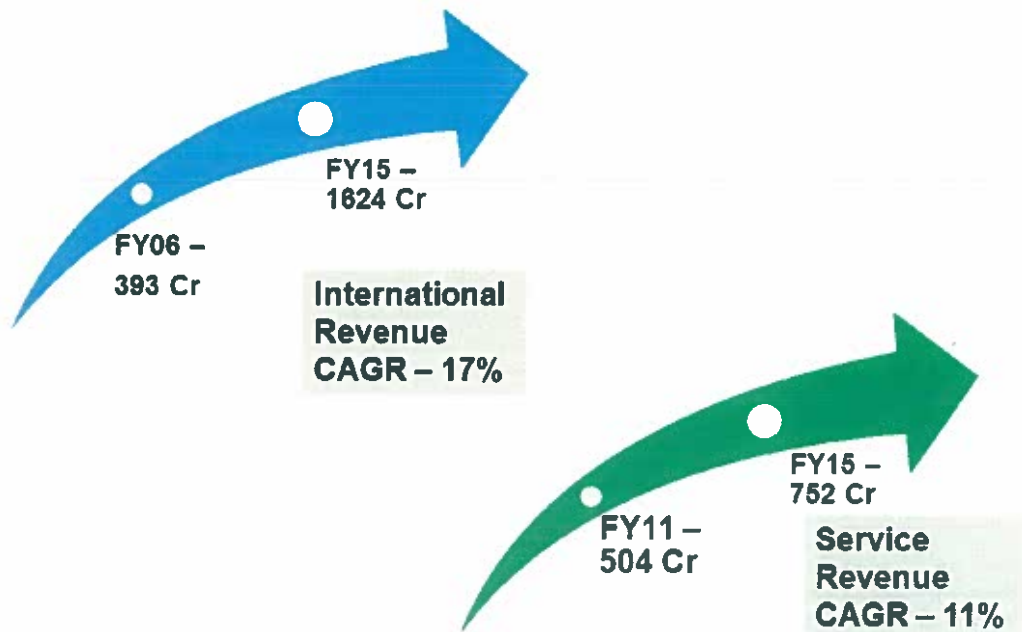 FY15 –
1624 Cr
FY06 –
393 Cr
International
Revenue
CAGR – 17%
FY15 –
752 Cr
FY11 –
504 Cr
Service
Revenue
CAGR – 11%